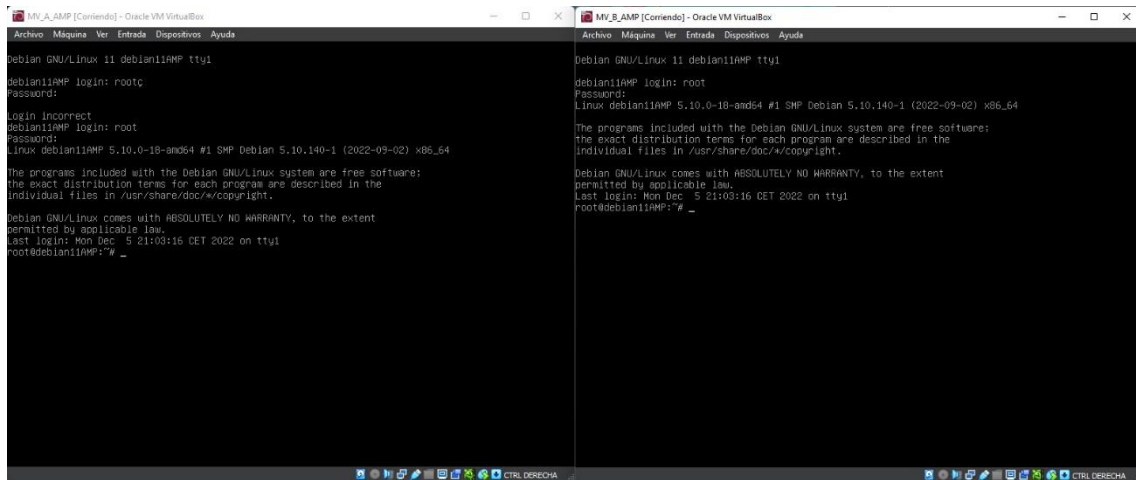 MV_A_AMP [Corriendo] - Oracle VM VirtualBox
Archivo Máquina Ver Entrada Dispositivos Ayuda
Debian GNU/Linux 11 debian11AMP tty1
debian11AMP login: rootç
Password:
Login incorrect
debian11AMP login: root
Password:
Linux debian11AMP 5.10.0-18-amd64 #1 SMP Debian 5.10.140-1 (2022-09-02) x86_64
The programs included with the Debian GNU/Linux system are free software;
the exact distribution terms for each program are described in the
individual files in /usr/share/doc/*/copyright.
Debian GNU/Linux comes with ABSOLUTELY NO WARRANTY, to the extent
permitted by applicable law.
Last login: Mon Dec  5 21:03:16 CET 2022 on tty1
root@debian11AMP:~# _
CTRL DERECHA
MV_B_AMP [Corriendo] - Oracle VM VirtualBox
Archivo Máquina Ver Entrada Dispositivos Ayuda
Debian GNU/Linux 11 debian11AMP tty1
debian11AMP login: root
Password:
Linux debian11AMP 5.10.0-18-amd64 #1 SMP Debian 5.10.140-1 (2022-09-02) x86_64
The programs included with the Debian GNU/Linux system are free software;
the exact distribution terms for each program are described in the
individual files in /usr/share/doc/*/copyright.
Debian GNU/Linux comes with ABSOLUTELY NO WARRANTY, to the extent
permitted by applicable law.
Last login: Mon Dec  5 21:03:16 CET 2022 on tty1
root@debian11AMP:~# _
CTRL DERECHA